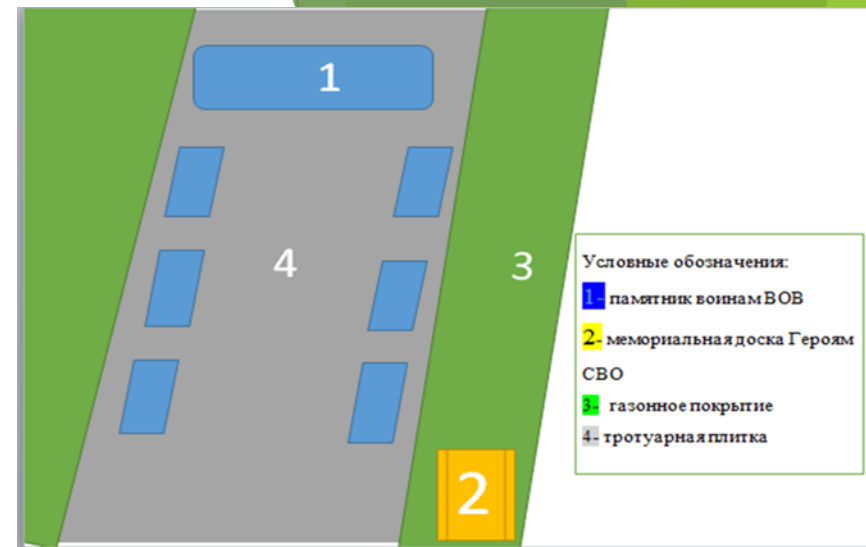 1
4
3
2
Условные обозначения:
1- памятник воинам ВОВ
2- мемориальная доска Героям
СВО
3- газонное покрытие
4- тротуарная плитка